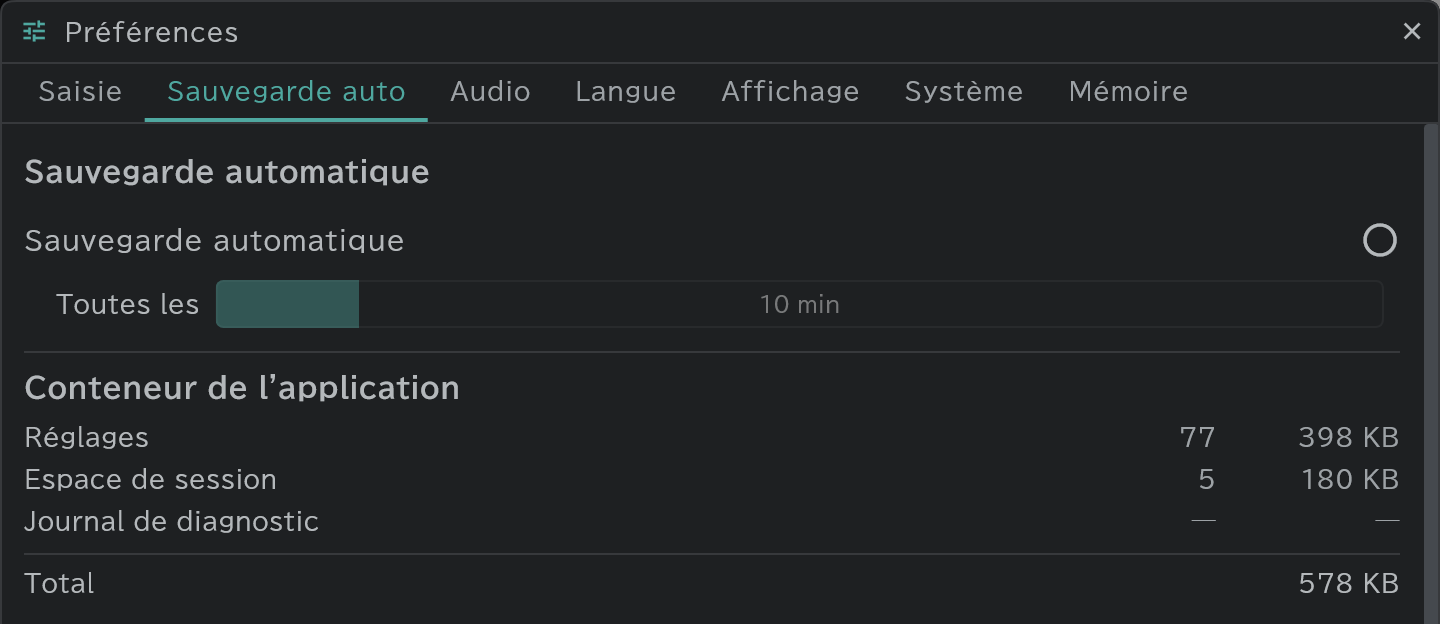 Préférences
Saisie Sauvegarde auto Audio Langue Affichage Système Mémoire
Sauvegarde automatique
Sauvegarde automatique
Toutes les 10 min
Conteneur de l’application
Réglages 77 398 KB
Espace de session 5 180 KB
Journal de diagnostic — —
Total 578 KB